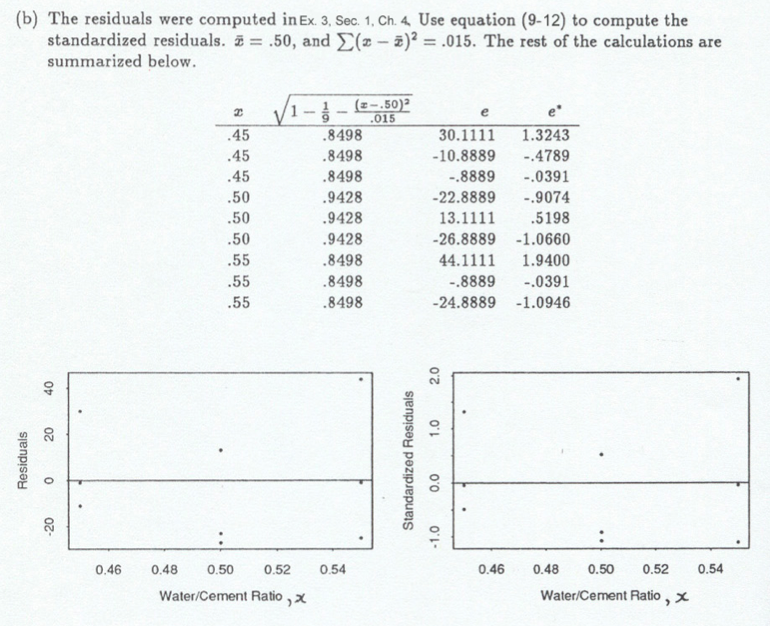 (b) The residuals were computed in Ex. 3, Sec. 1, Ch. 4, Use equation (9-12) to compute the
standardized residuals. x̄ = .50, and ∑(x − x̄)² = .015. The rest of the calculations are
summarized below.
x √(1 − 1/9 − (x−.50)²/.015) e e*
.45 .8498 30.1111 1.3243
.45 .8498 -10.8889 -.4789
.45 .8498 -.8889 -.0391
.50 .9428 -22.8889 -.9074
.50 .9428 13.1111 .5198
.50 .9428 -26.8889 -1.0660
.55 .8498 44.1111 1.9400
.55 .8498 -.8889 -.0391
.55 .8498 -24.8889 -1.0946
Residuals
40
20
0
-20
0.46 0.48 0.50 0.52 0.54
Water/Cement Ratio , x
Standardized Residuals
2.0
1.0
0.0
-1.0
0.46 0.48 0.50 0.52 0.54
Water/Cement Ratio , x